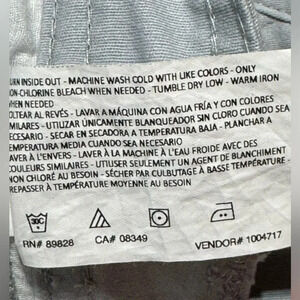 URN INSIDE OUT - MACHINE WASH COLD WITH LIKE COLORS - ONLY
NON-CHLORINE BLEACH WHEN NEEDED - TUMBLE DRY LOW - WARM IRON
WHEN NEEDED
VOLTEAR AL REVÉS - LAVAR A MÁQUINA CON AGUA FRÍA Y CON COLORES
SIMILARES - UTILIZAR ÚNICAMENTE BLANQUEADOR SIN CLORO CUANDO SEA
NECESARIO - SECAR EN SECADORA A TEMPERATURA BAJA - PLANCHAR A
TEMPERATURA MEDIA CUANDO SEA NECESARIO
LAVER À L'ENVERS - LAVER À LA MACHINE À L'EAU FROIDE AVEC DES
COULEURS SIMILAIRES - UTILISER SEULEMENT UN AGENT DE BLANCHIMENT
NON CHLORÉ AU BESOIN - SÉCHER PAR CULBUTAGE À BASSE TEMPÉRATURE -
REPASSER À TEMPÉRATURE MOYENNE AU BESOIN
RN# 89828 CA# 08349 VENDOR# 1004717